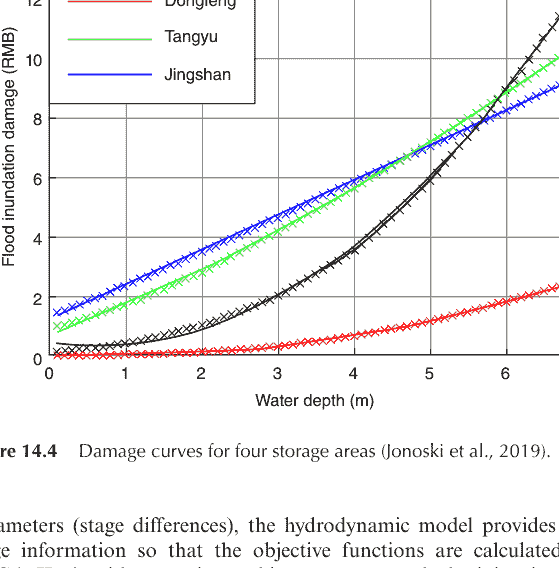 12
Dongfeng
Tangyu
Jingshan
10
8
6
4
2
0
Flood inundation damage (RMB)
0 1 2 3 4 5 6
Water depth (m)
re 14.4 Damage curves for four storage areas (Jonoski et al., 2019).
ameters (stage differences), the hydrodynamic model provides
ge information so that the objective functions are calculated